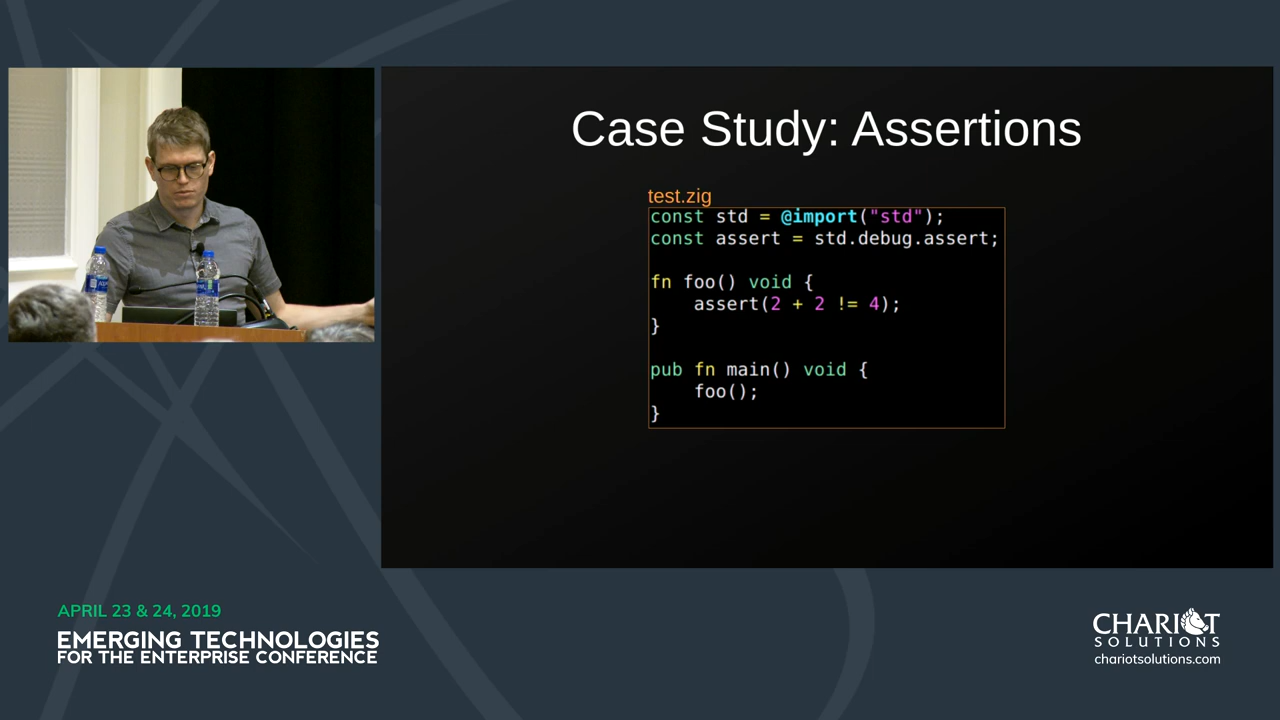 Case Study: Assertions
test.zig
const std = @import("std");
const assert = std.debug.assert;
fn foo() void {
    assert(2 + 2 != 4);
}
pub fn main() void {
    foo();
}
APRIL 23 & 24, 2019
EMERGING TECHNOLOGIES
FOR THE ENTERPRISE CONFERENCE
CHARIOT
SOLUTIONS
chariotsolutions.com